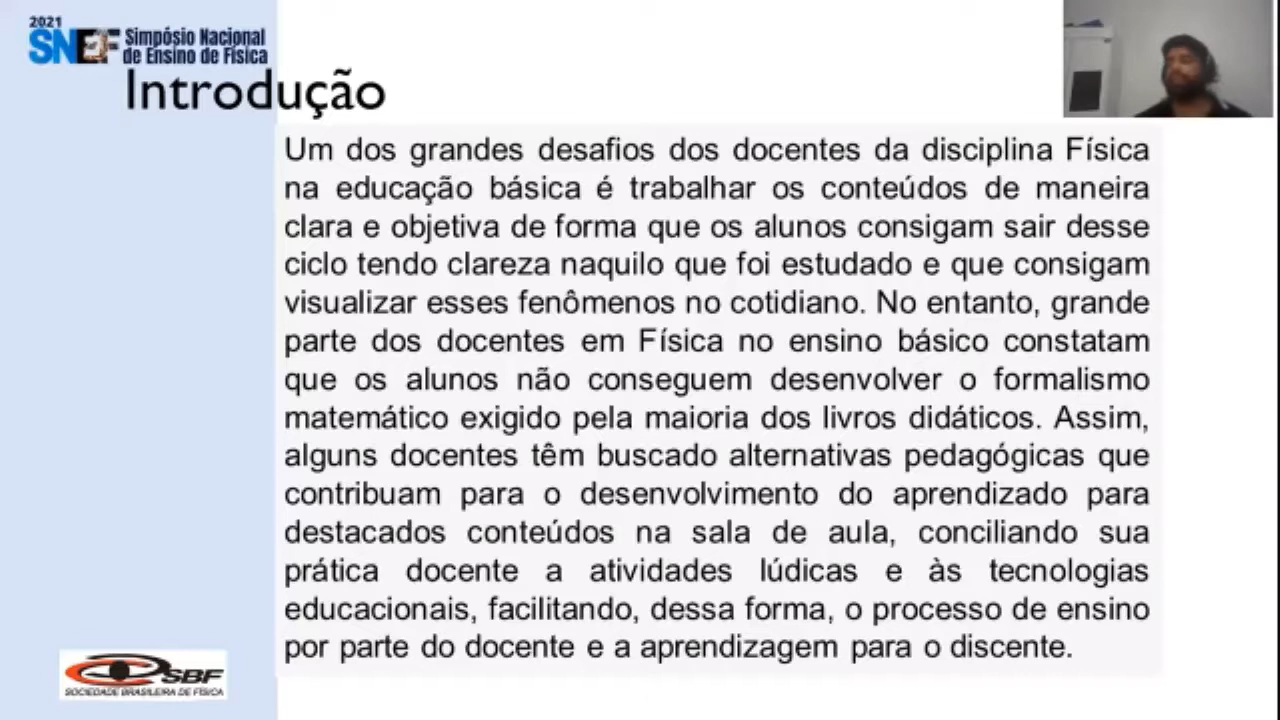 2021
SNEF Simpósio Nacional
de Ensino de Física
Introdução
Um dos grandes desafios dos docentes da disciplina Física
na educação básica é trabalhar os conteúdos de maneira
clara e objetiva de forma que os alunos consigam sair desse
ciclo tendo clareza naquilo que foi estudado e que consigam
visualizar esses fenômenos no cotidiano. No entanto, grande
parte dos docentes em Física no ensino básico constatam
que os alunos não conseguem desenvolver o formalismo
matemático exigido pela maioria dos livros didáticos. Assim,
alguns docentes têm buscado alternativas pedagógicas que
contribuam para o desenvolvimento do aprendizado para
destacados conteúdos na sala de aula, conciliando sua
prática docente a atividades lúdicas e às tecnologias
educacionais, facilitando, dessa forma, o processo de ensino
por parte do docente e a aprendizagem para o discente.
SBF
SOCIEDADE BRASILEIRA DE FÍSICA